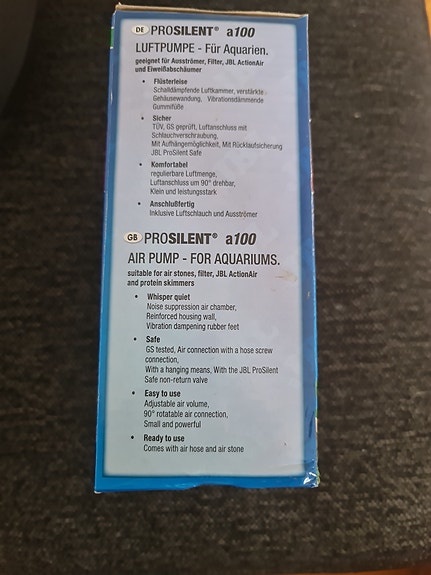 DE PROSILENT® a100
LUFTPUMPE - Für Aquarien.
geeignet für Ausströmer, Filter, JBL ActionAir
und Eiweißabschäumer
• Flüsterleise
Schalldämpfende Luftkammer, verstärkte
Gehäusewandung, Vibrationsdämmende
Gummifüße
• Sicher
TÜV, GS geprüft, Luftanschluss mit
Schlauchverschraubung,
Mit Aufhängemöglichkeit, Mit Rücklaufsicherung
JBL ProSilent Safe
• Komfortabel
regulierbare Luftmenge,
Luftanschluss um 90° drehbar,
Klein und leistungsstark
• Anschlußfertig
Inklusive Luftschlauch und Ausströmer
GB PROSILENT® a100
AIR PUMP - FOR AQUARIUMS.
suitable for air stones, filter, JBL ActionAir
and protein skimmers
• Whisper quiet
Noise suppression air chamber,
Reinforced housing wall,
Vibration dampening rubber feet
• Safe
GS tested, Air connection with a hose screw
connection,
With a hanging means, With the JBL ProSilent
Safe non-return valve
• Easy to use
Adjustable air volume,
90° rotatable air connection,
Small and powerful
• Ready to use
Comes with air hose and air stone